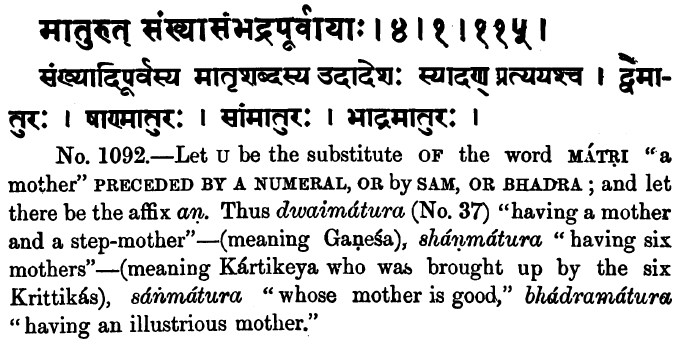 मातुरुत् संख्यासंभद्रपूर्वायाः । ४ । १ । ११५ ।
संख्यादिपूर्वस्य मातृशब्दस्य उदादेशः स्यादण् प्रत्ययश्च । द्वैमा-
तुरः । षाण्मातुरः । सांमातुरः । भाद्रमातुरः ।
No. 1092.—Let U be the substitute OF the word MÁTṚI “a
mother” PRECEDED BY A NUMERAL, OR by SAM, OR BHADRA ; and let
there be the affix aṇ. Thus dwaimátura (No. 37) “having a mother
and a step-mother”—(meaning Gaṇeśa), sháṇmátura “having six
mothers”—(meaning Kártikeya who was brought up by the six
Krittikás), sáṅmátura “whose mother is good,” bhádramátura
“having an illustrious mother.”